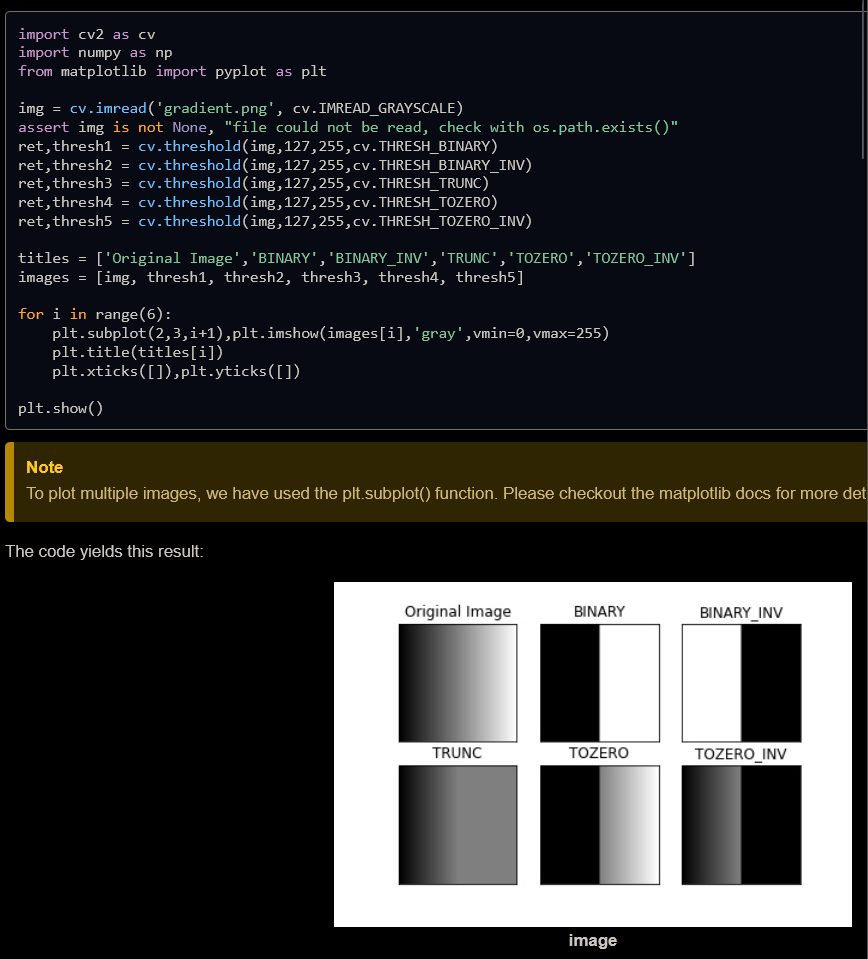 import cv2 as cv
import numpy as np
from matplotlib import pyplot as plt
img = cv.imread('gradient.png', cv.IMREAD_GRAYSCALE)
assert img is not None, "file could not be read, check with os.path.exists()"
ret,thresh1 = cv.threshold(img,127,255,cv.THRESH_BINARY)
ret,thresh2 = cv.threshold(img,127,255,cv.THRESH_BINARY_INV)
ret,thresh3 = cv.threshold(img,127,255,cv.THRESH_TRUNC)
ret,thresh4 = cv.threshold(img,127,255,cv.THRESH_TOZERO)
ret,thresh5 = cv.threshold(img,127,255,cv.THRESH_TOZERO_INV)
titles = ['Original Image','BINARY','BINARY_INV','TRUNC','TOZERO','TOZERO_INV']
images = [img, thresh1, thresh2, thresh3, thresh4, thresh5]
for i in range(6):
    plt.subplot(2,3,i+1),plt.imshow(images[i],'gray',vmin=0,vmax=255)
    plt.title(titles[i])
    plt.xticks([]),plt.yticks([])
plt.show()
Note
To plot multiple images, we have used the plt.subplot() function. Please checkout the matplotlib docs for more det
The code yields this result:
Original Image BINARY BINARY_INV
TRUNC TOZERO TOZERO_INV
image